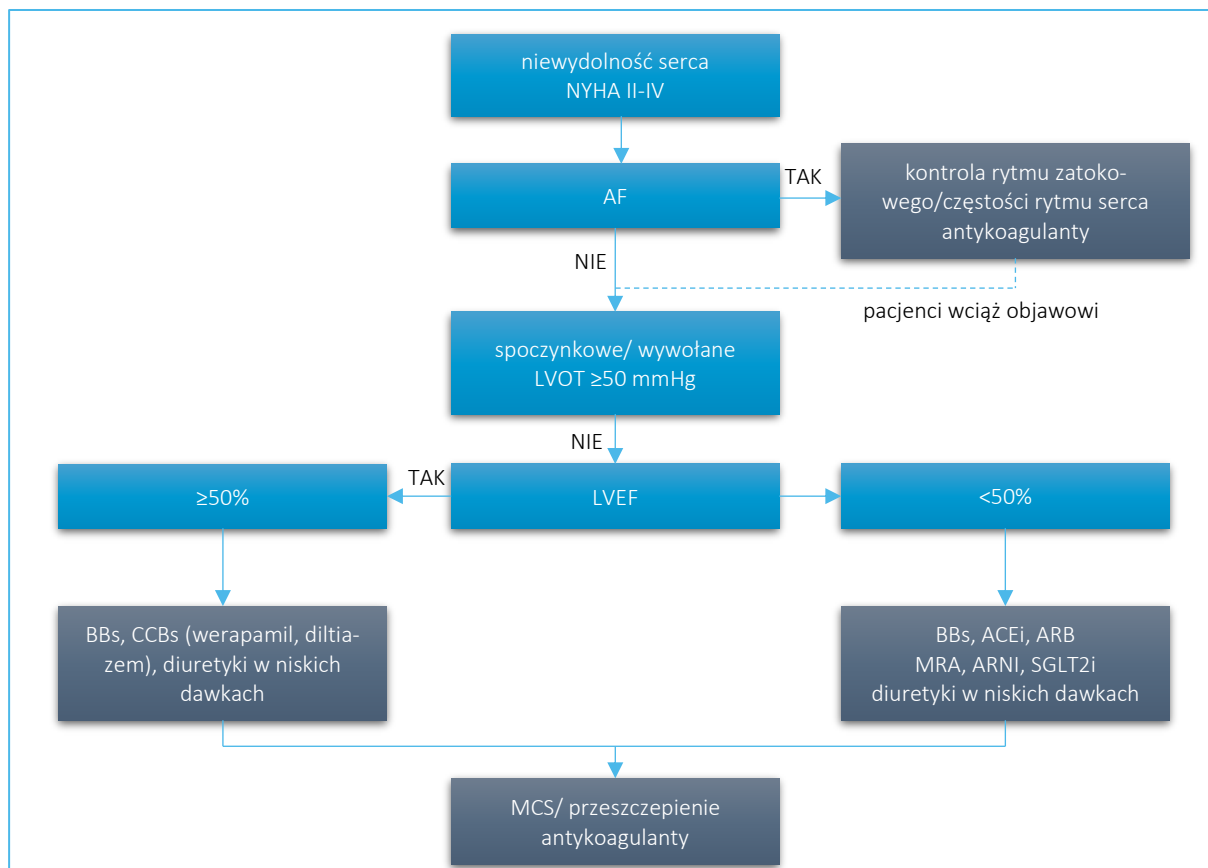 niewydolność serca
NYHA II-IV
AF
TAK
kontrola rytmu zatoko-
wego/częstości rytmu serca
antykoagulanty
NIE
pacjenci wciąż objawowi
spoczynkowe/ wywołane
LVOT ≥50 mmHg
NIE
≥50%
TAK
LVEF
<50%
BBs, CCBs (werapamil, diltia-
zem), diuretyki w niskich
dawkach
BBs, ACEi, ARB
MRA, ARNI, SGLT2i
diuretyki w niskich dawkach
MCS/ przeszczepienie
antykoagulanty